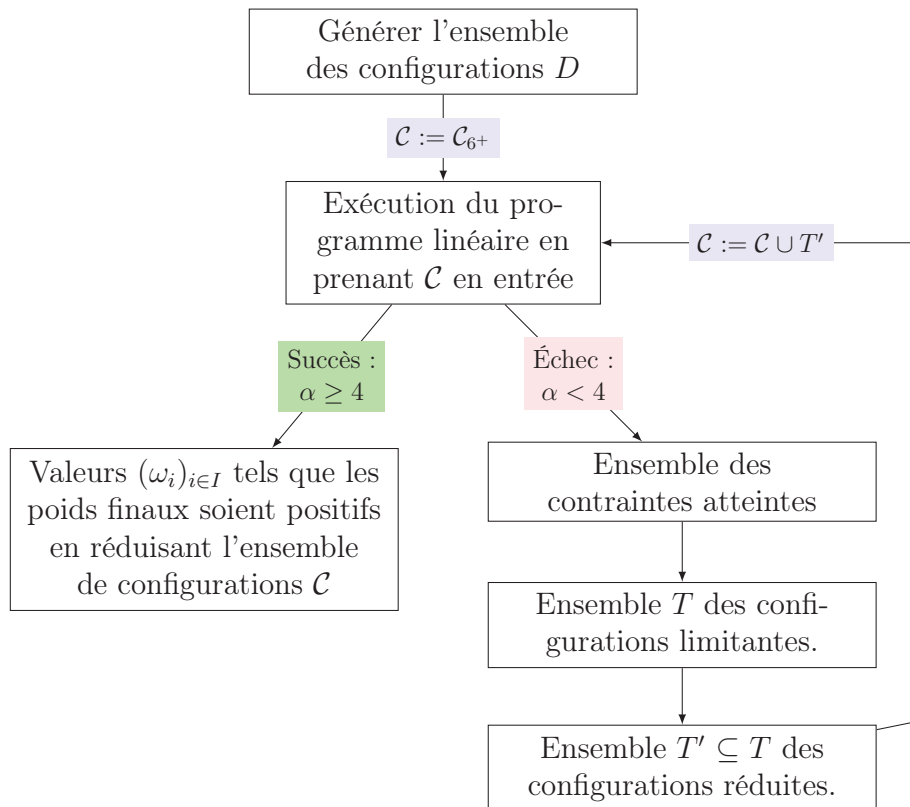 Générer l'ensemble
des configurations D
𝒞 := 𝒞₆₊
Exécution du pro-
gramme linéaire en
prenant 𝒞 en entrée
𝒞 := 𝒞 ∪ T′
Succès :
α ≥ 4
Échec :
α < 4
Valeurs (ωᵢ)ᵢ∈I tels que les
poids finaux soient positifs
en réduisant l'ensemble
de configurations 𝒞
Ensemble des
contraintes atteintes
Ensemble T des confi-
gurations limitantes.
Ensemble T′ ⊆ T des
configurations réduites.